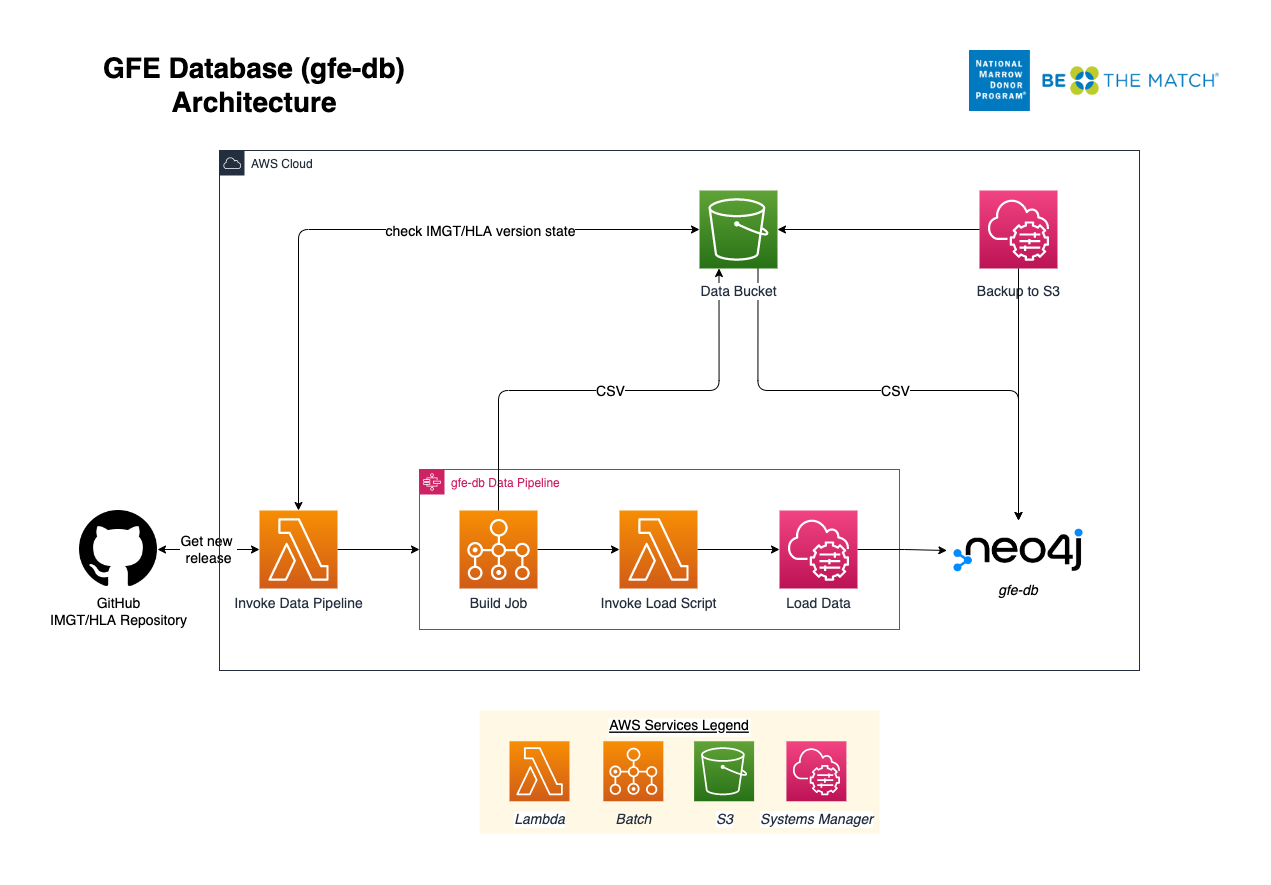 GFE Database (gfe-db)
Architecture
NATIONAL
MARROW
DONOR
PROGRAM®
BE THE MATCH®
AWS Cloud
check IMGT/HLA version state
Data Bucket
Backup to S3
CSV
CSV
gfe-db Data Pipeline
Get new
release
neo4j
gfe-db
GitHub
IMGT/HLA Repository
Invoke Data Pipeline
Build Job
Invoke Load Script
Load Data
AWS Services Legend
Lambda
Batch
S3
Systems Manager